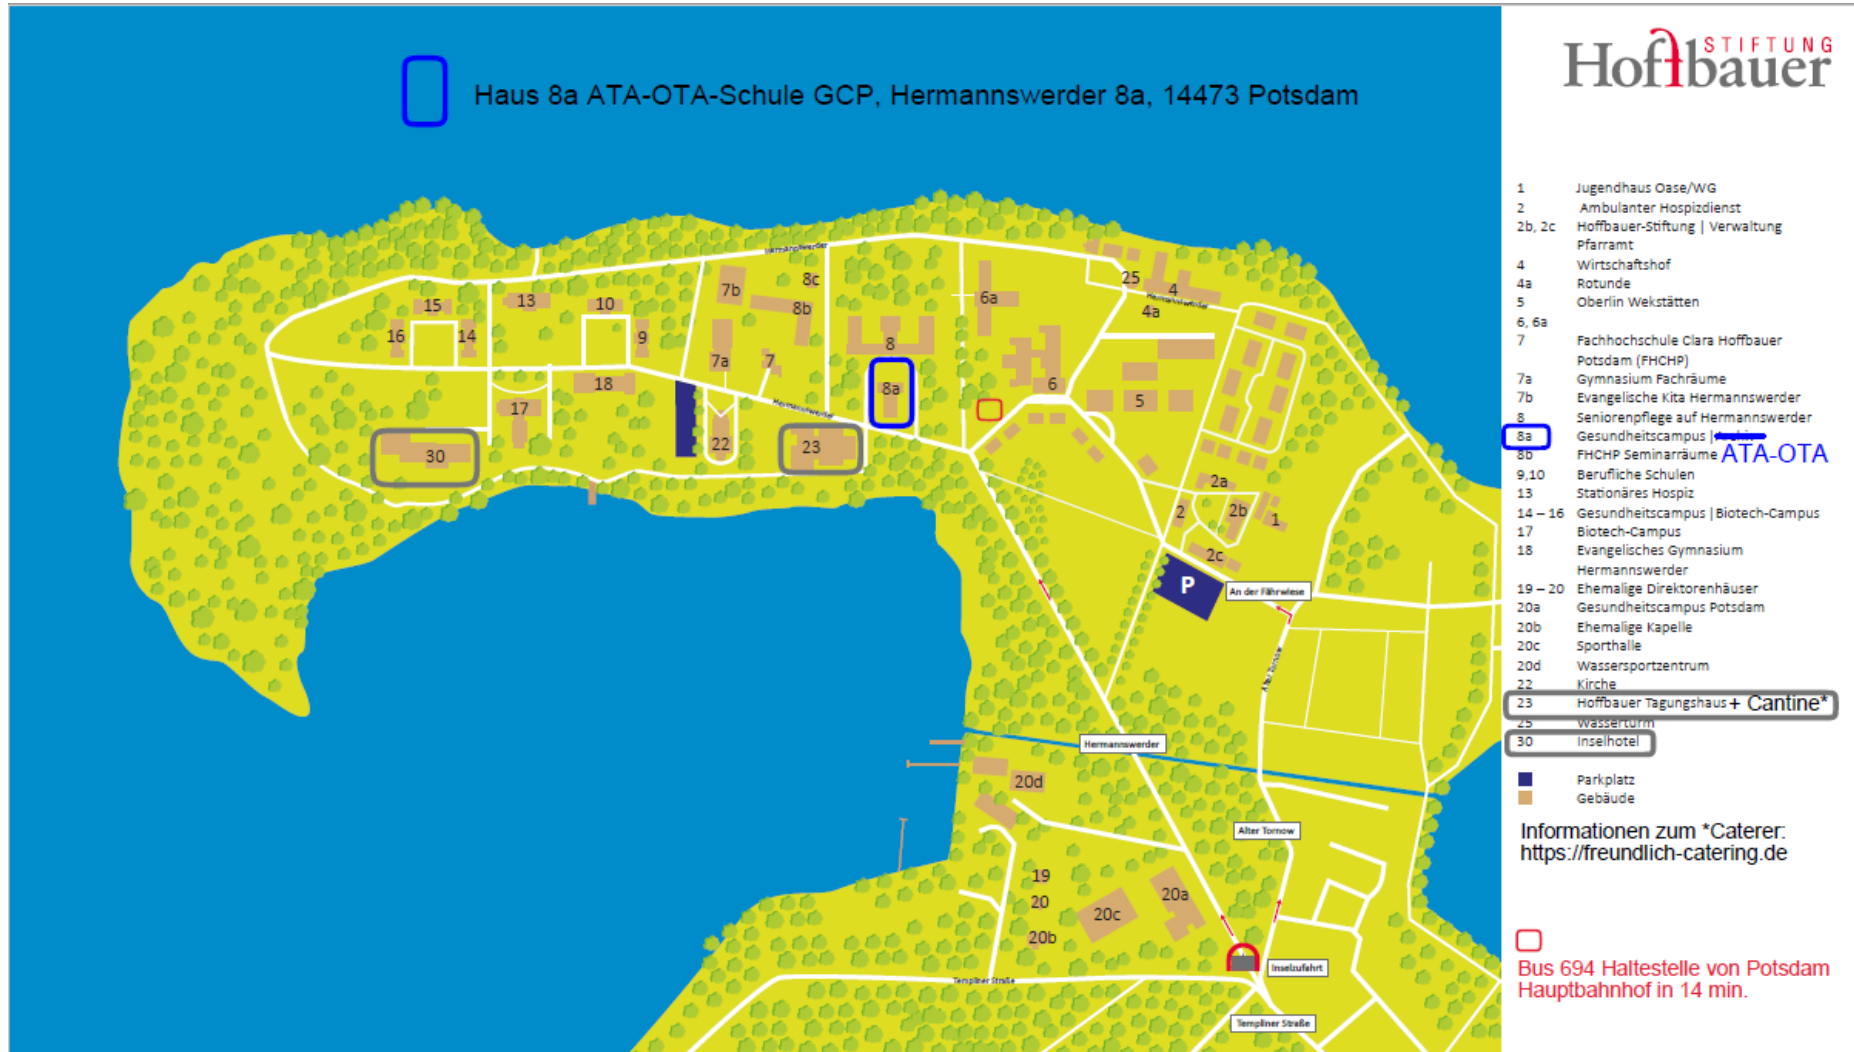 Haus 8a ATA-OTA-Schule GCP, Hermannswerder 8a, 14473 Potsdam
STIFTUNG
Hoffbauer
1 Jugendhaus Oase/WG
2 Ambulanter Hospizdienst
2b, 2c Hoffbauer-Stiftung | Verwaltung
Pfarramt
4 Wirtschaftshof
4a Rotunde
5 Oberlin Wekstätten
6, 6a
7 Fachhochschule Clara Hoffbauer
Potsdam (FHCHP)
7a Gymnasium Fachräume
7b Evangelische Kita Hermannswerder
8 Seniorenpflege auf Hermannswerder
8a Gesundheitscampus |
8b FHCHP Seminarräume ATA-OTA
9,10 Berufliche Schulen
13 Stationäres Hospiz
14 – 16 Gesundheitscampus | Biotech-Campus
17 Biotech-Campus
18 Evangelisches Gymnasium
Hermannswerder
19 – 20 Ehemalige Direktorenhäuser
20a Gesundheitscampus Potsdam
20b Ehemalige Kapelle
20c Sporthalle
20d Wassersportzentrum
22 Kirche
23 Hoffbauer Tagungshaus + Cantine*
25 Wasserturm
30 Inselhotel
Parkplatz
Gebäude
Informationen zum *Caterer:
https://freundlich-catering.de
Bus 694 Haltestelle von Potsdam
Hauptbahnhof in 14 min.
Hermannswerder
25
4
8c
7b
Hermannswerder
6a
15
13
10
8b
4a
16
14
9
8
7a
7
6
18
8a
5
17
Hermannswerder
22
23
30
2a
2
2b
1
2c
P
An der Fährwiese
Alter Tornow
Hermannswerder
20d
Alter Tornow
19
20
20a
20c
20b
Inselzufahrt
Templiner Straße
Templiner Straße